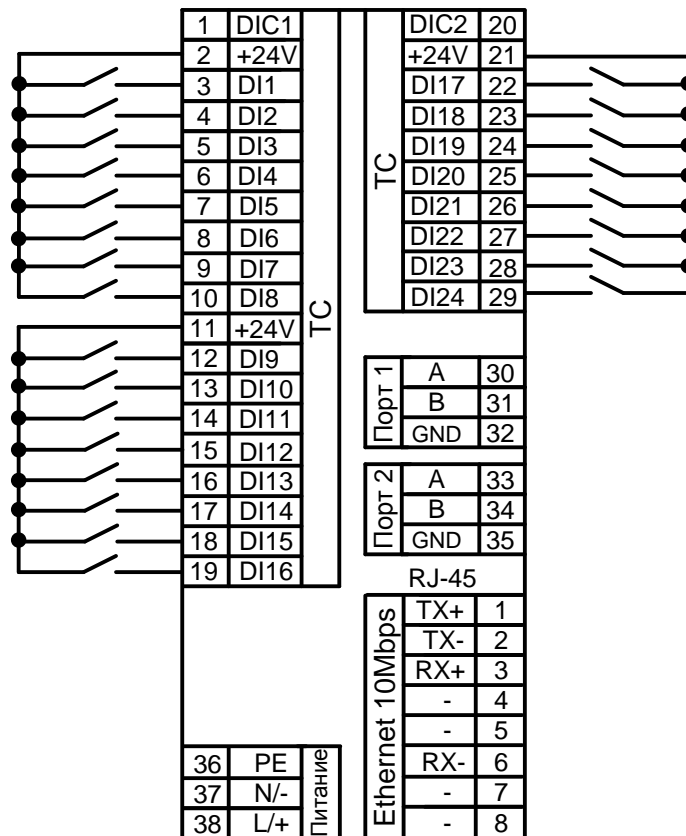 1 DIC1
2 +24V
3 DI1
4 DI2
5 DI3
6 DI4
7 DI5
8 DI6
9 DI7
10 DI8
11 +24V
12 DI9
13 DI10
14 DI11
15 DI12
16 DI13
17 DI14
18 DI15
19 DI16
ТС
ТС
DIC2 20
+24V 21
DI17 22
DI18 23
DI19 24
DI20 25
DI21 26
DI22 27
DI23 28
DI24 29
Порт 1
A 30
B 31
GND 32
Порт 2
A 33
B 34
GND 35
RJ-45
Ethernet 10Mbps
TX+ 1
TX- 2
RX+ 3
- 4
- 5
RX- 6
- 7
- 8
36 PE
37 N/-
38 L/+
Питание